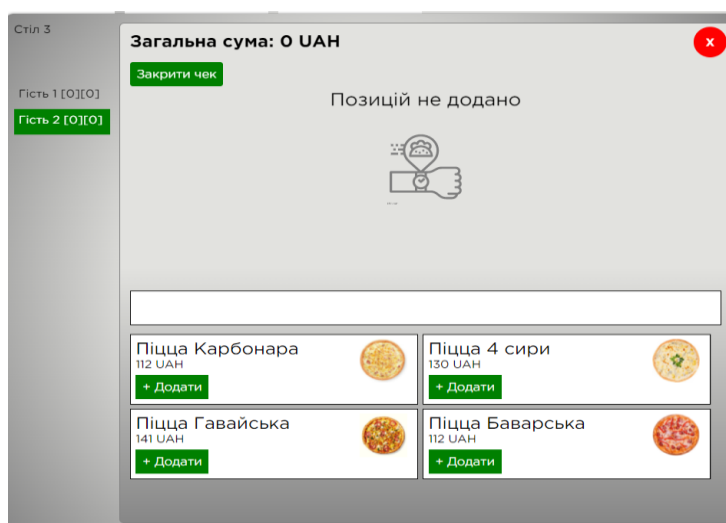 Стіл 3
Гість 1 [0][0]
Гість 2 [0][0]
Загальна сума: 0 UAH
x
Закрити чек
Позицій не додано
Піцца Карбонара
112 UAH
+ Додати
Піцца 4 сири
130 UAH
+ Додати
Піцца Гавайська
141 UAH
+ Додати
Піцца Баварська
112 UAH
+ Додати